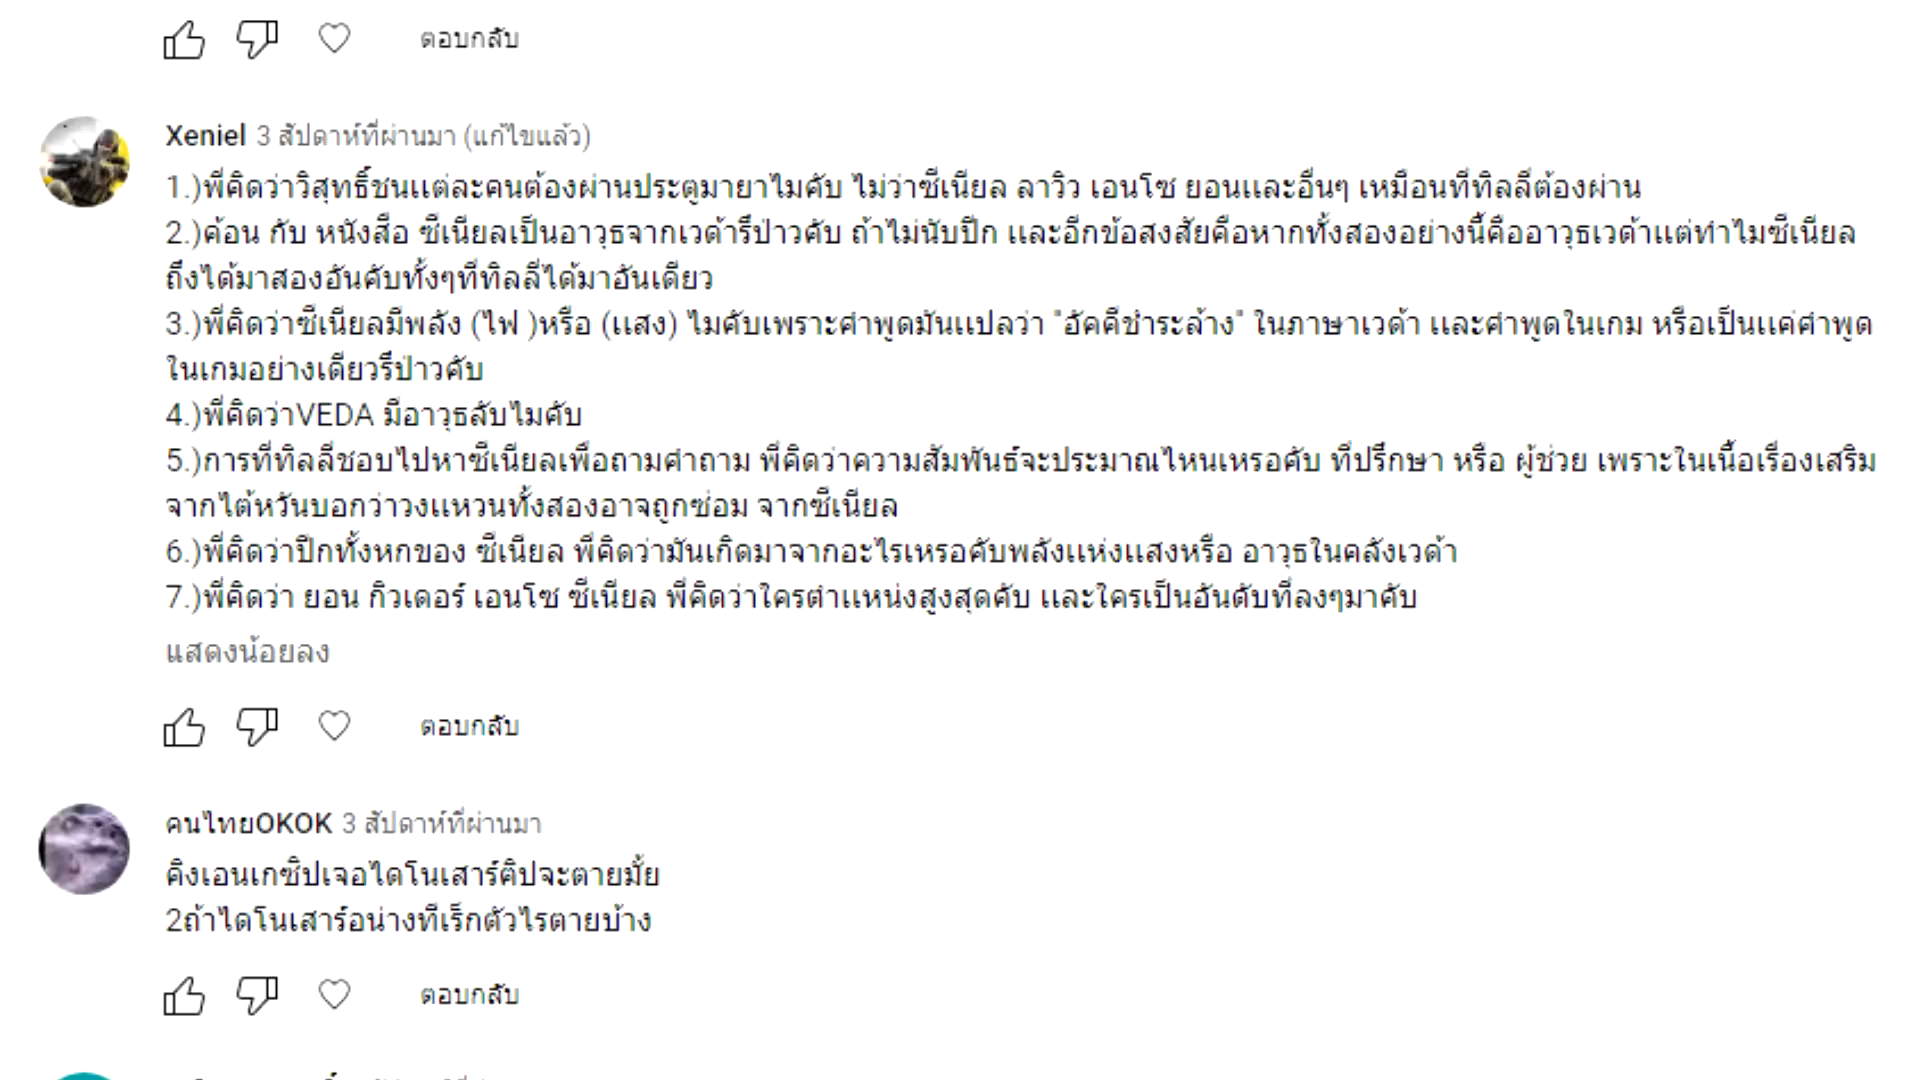 ตอบกลับ
Xeniel 3 สัปดาห์ที่ผ่านมา (แก้ไขแล้ว)
1.)พี่คิดว่าวิสุทธิ์ชนแต่ละคนต้องผ่านประตูมายาไมคับ ไม่ว่าซีเนียล ลาวิว เอนโซ ยอนและอื่นๆ เหมือนที่ทิลลี่ต้องผ่าน
2.)ค้อน กับ หนังสือ ซีเนียลเป็นอาวุธจากเวด้ารึป่าวคับ ถ้าไม่นับปีก และอีกข้อสงสัยคือหากทั้งสองอย่างนี้คืออาวุธเวด้าแต่ทำไมซีเนียล
ถึงได้มาสองอันคับทั้งๆที่ทิลลี่ได้มาอันเดียว
3.)พี่คิดว่าซีเนียลมีพลัง (ไฟ )หรือ (แสง) ไมคับเพราะคำพูดมันแปลว่า "อัคคีชำระล้าง" ในภาษาเวด้า และคำพูดในเกม หรือเป็นแค่คำพูด
ในเกมอย่างเดียวรึป่าวคับ
4.)พี่คิดว่าVEDA มีอาวุธลับไมคับ
5.)การที่ทิลลี่ชอบไปหาซีเนียลเพื่อถามคำถาม พี่คิดว่าความสัมพันธ์จะประมาณไหนเหรอคับ ที่ปรึกษา หรือ ผู้ช่วย เพราะในเนื้อเรื่องเสริม
จากไต้หวันบอกว่าวงแหวนทั้งสองอาจถูกซ่อม จากซีเนียล
6.)พี่คิดว่าปีกทั้งหกของ ซีเนียล พี่คิดว่ามันเกิดมาจากอะไรเหรอคับพลังแห่งแสงหรือ อาวุธในคลังเวด้า
7.)พี่คิดว่า ยอน กิวเดอร์ เอนโซ ซีเนียล พี่คิดว่าใครตำแหน่งสูงสุดคับ และใครเป็นอันดับที่ลงๆมาคับ
แสดงน้อยลง
ตอบกลับ
คนไทยOKOK 3 สัปดาห์ที่ผ่านมา
คิงเอนเกซิปเจอไดโนเสาร์ติปจะตายมั้ย
2ถ้าไดโนเสาร์อน่างทีเร็กตัวไรตายบ้าง
ตอบกลับ